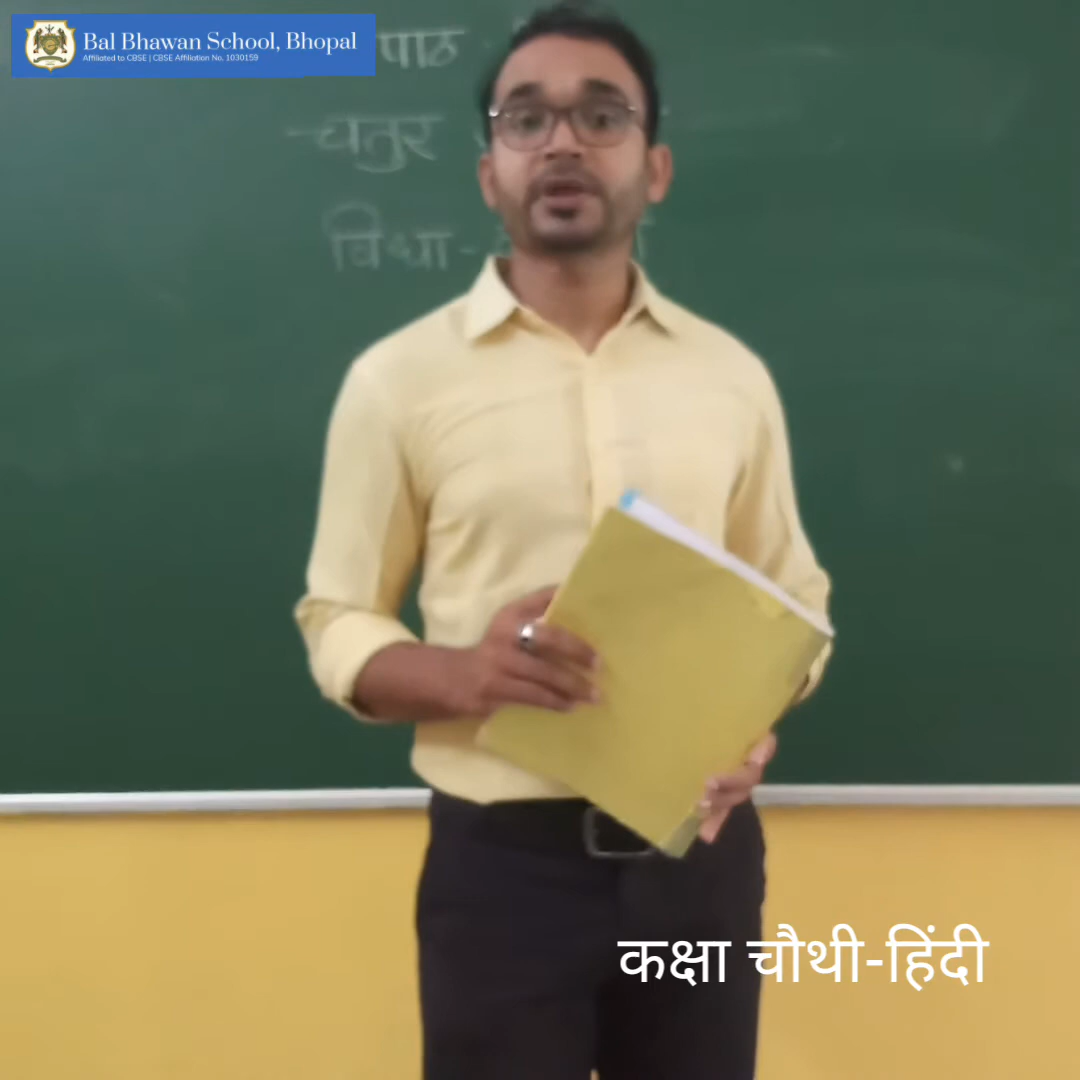 Bal Bhawan School, Bhopal
Affiliated to CBSE | CBSE Affiliation No. 1030159
पाठ
चतुर
विधा-
कक्षा चौथी-हिंदी